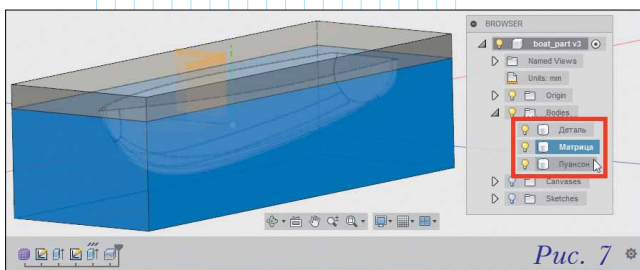 BROWSER
boat_part v3
Named Views
Units: mm
Origin
Bodies
Деталь
Матрица
Пуансон
Canvases
Sketches
Рис. 7